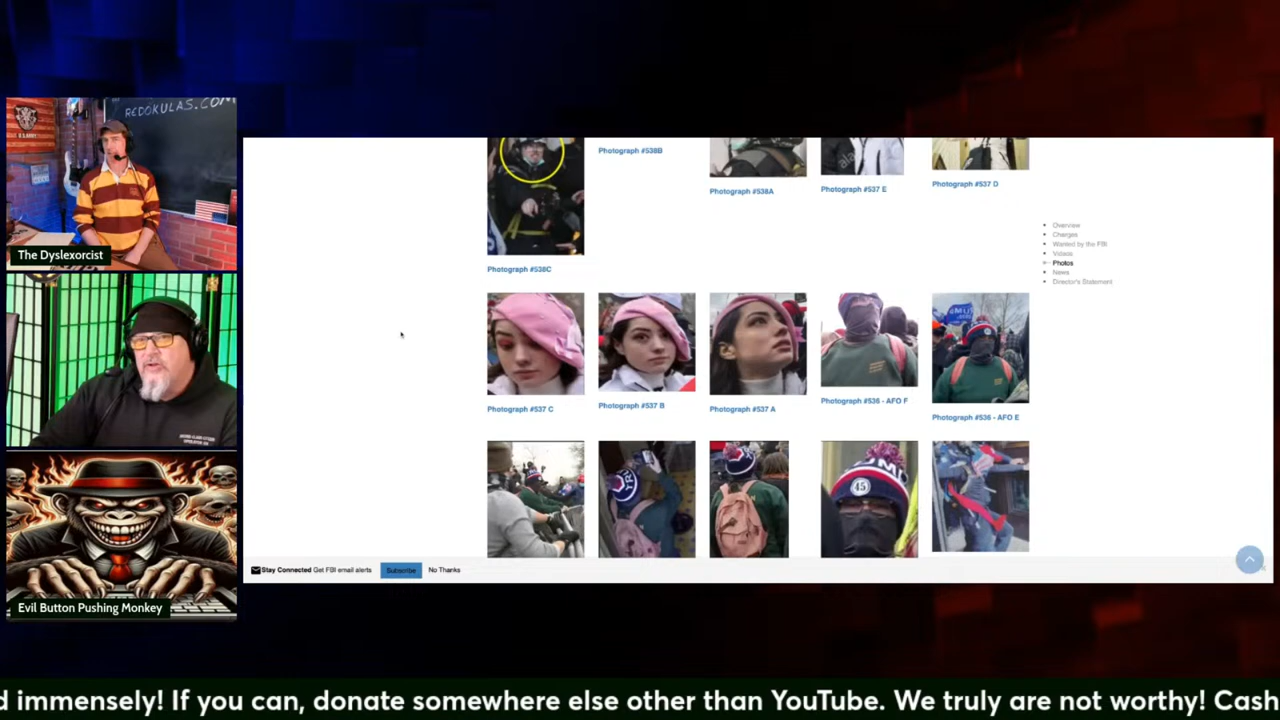 REDOKULAS.COM
The Dyslexorcist
Evil Button Pushing Monkey
Photograph #538B
Photograph #538A
Photograph #537 E
Photograph #537 D
Photograph #538C
Overview
Charges
Wanted by the FBI
Videos
Photos
News
Director's Statement
Photograph #537 C
Photograph #537 B
Photograph #537 A
Photograph #536 - AFO F
Photograph #536 - AFO E
45
Stay Connected Get FBI email alerts Subscribe No Thanks
d immensely! If you can, donate somewhere else other than YouTube. We truly are not worthy! Cash